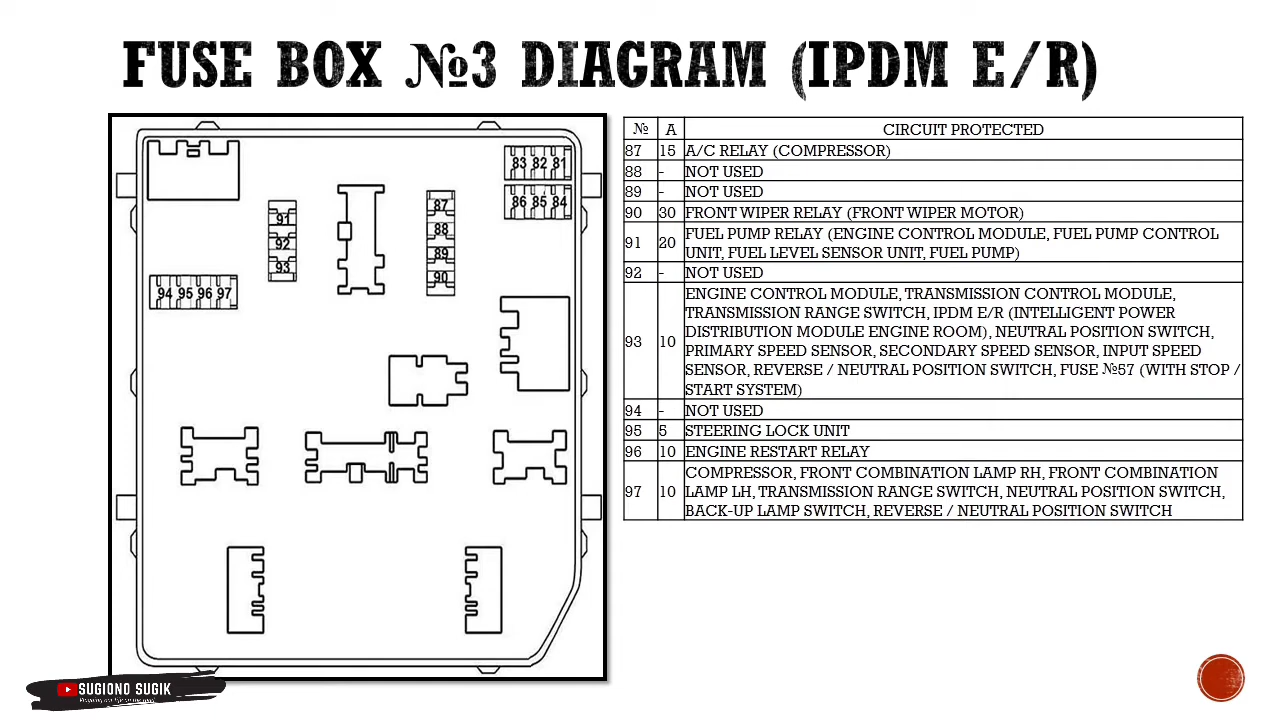 FUSE BOX №3 DIAGRAM (IPDM E/R)
83 82 81
86 85 84
91
92
93
87
88
89
90
94 95 96 97
№ A CIRCUIT PROTECTED
87 15 A/C RELAY (COMPRESSOR)
88 - NOT USED
89 - NOT USED
90 30 FRONT WIPER RELAY (FRONT WIPER MOTOR)
91 20 FUEL PUMP RELAY (ENGINE CONTROL MODULE, FUEL PUMP CONTROL
UNIT, FUEL LEVEL SENSOR UNIT, FUEL PUMP)
92 - NOT USED
93 10 ENGINE CONTROL MODULE, TRANSMISSION CONTROL MODULE,
TRANSMISSION RANGE SWITCH, IPDM E/R (INTELLIGENT POWER
DISTRIBUTION MODULE ENGINE ROOM), NEUTRAL POSITION SWITCH,
PRIMARY SPEED SENSOR, SECONDARY SPEED SENSOR, INPUT SPEED
SENSOR, REVERSE / NEUTRAL POSITION SWITCH, FUSE №57 (WITH STOP /
START SYSTEM)
94 - NOT USED
95 5 STEERING LOCK UNIT
96 10 ENGINE RESTART RELAY
97 10 COMPRESSOR, FRONT COMBINATION LAMP RH, FRONT COMBINATION
LAMP LH, TRANSMISSION RANGE SWITCH, NEUTRAL POSITION SWITCH,
BACK-UP LAMP SWITCH, REVERSE / NEUTRAL POSITION SWITCH
SUGIONO SUGIK